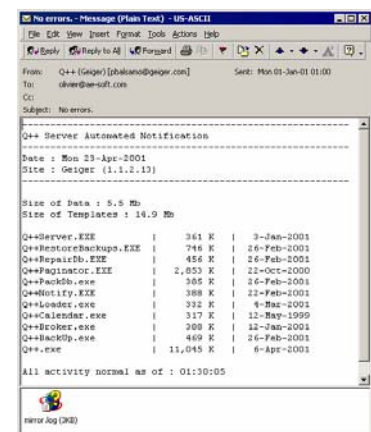 No errors. - Message (Plain Text) - US-ASCII
File Edit View Insert Format Tools Actions Help
Reply Reply to All Forward
From: Q++ (Geiger) [pbalsamo@geiger.com] Sent: Mon 01-Jan-01 01:00
To: olivier@ae-soft.com
Cc:
Subject: No errors.
Q++ Server Automated Notification
Date : Mon 23-Apr-2001
Site : Geiger (1.1.2.13)
Size of Data : 5.5 Mb
Size of Templates : 14.9 Mb
Q++Server.EXE | 361 K | 3-Jan-2001
Q++RestoreBackups.EXE | 746 K | 26-Feb-2001
Q++RepairDb.EXE | 456 K | 26-Feb-2001
Q++Paginator.EXE | 2,853 K | 22-Oct-2000
Q++PackDb.exe | 385 K | 26-Feb-2001
Q++Notify.EXE | 388 K | 22-Feb-2001
Q++Loader.exe | 332 K | 4-Mar-2001
Q++Calendar.exe | 317 K | 12-May-1999
Q++Broker.exe | 308 K | 12-Jan-2001
Q++BackUp.exe | 469 K | 26-Feb-2001
Q++.exe | 11,045 K | 6-Apr-2001
All activity normal as of : 01:30:05
mirror.log (3KB)